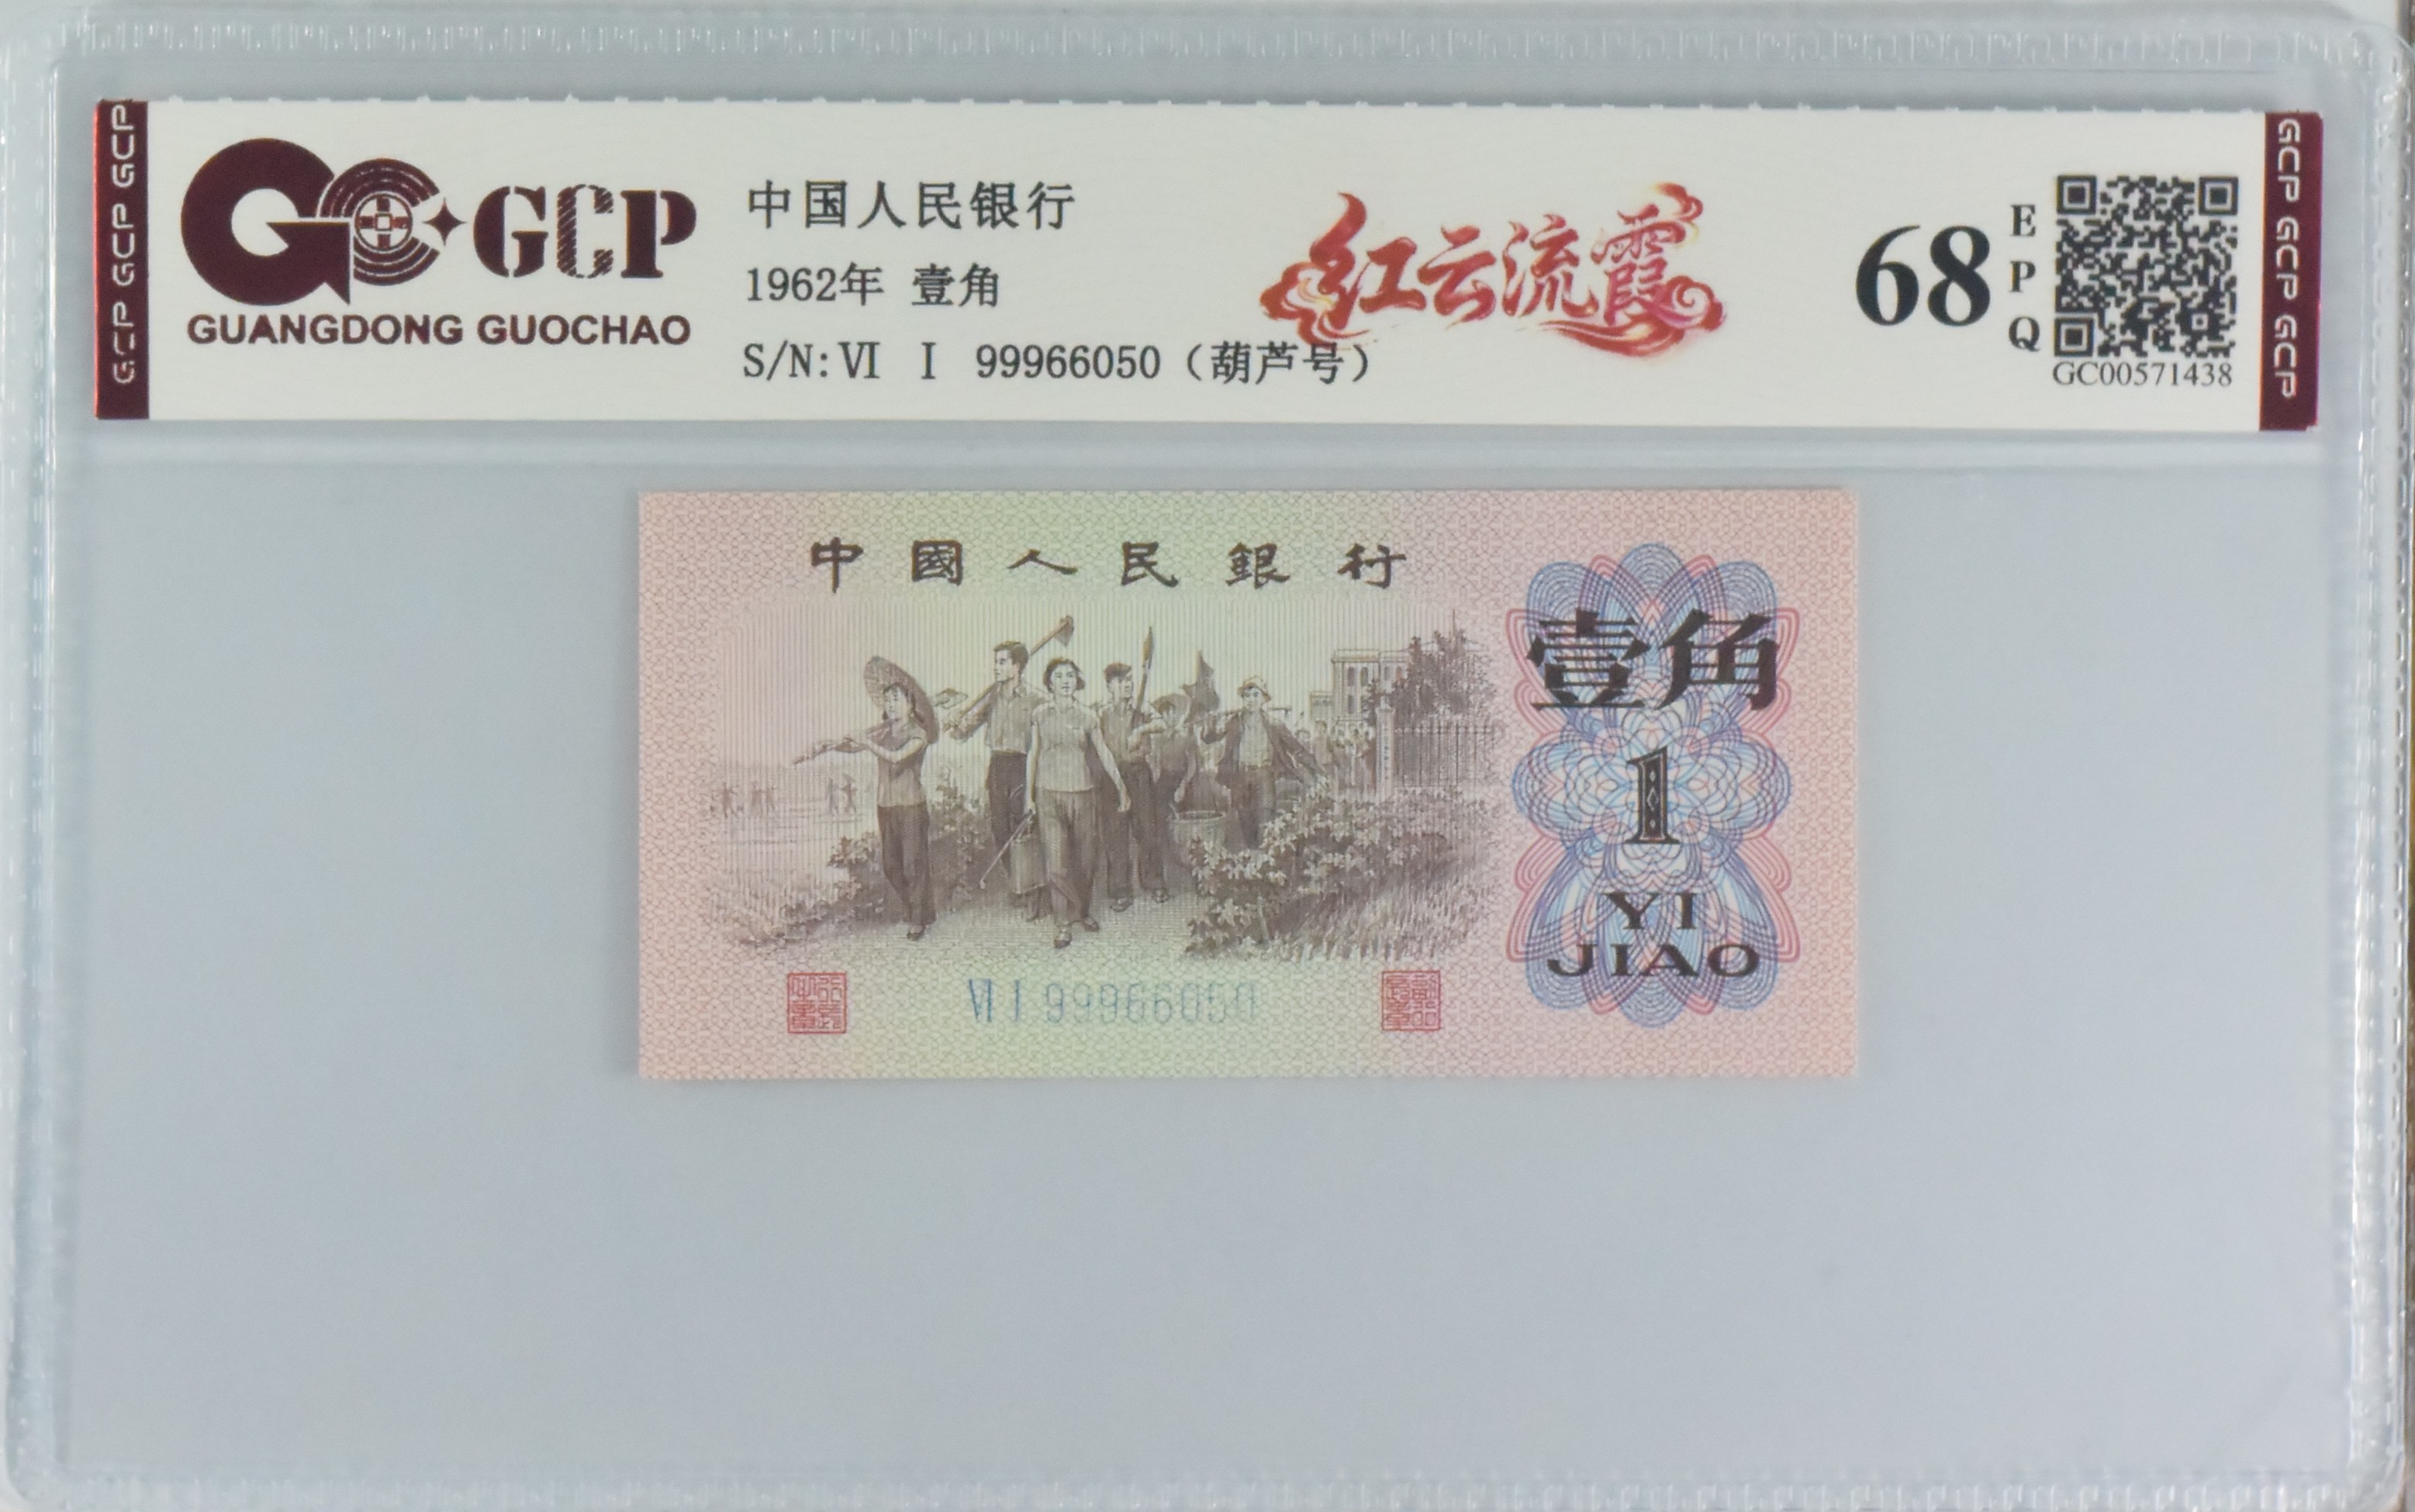 GCP GCP GCP
GCP
GUANGDONG GUOCHAO
中国人民银行
1962年 壹角
S/N:Ⅵ Ⅰ 99966050（葫芦号）
红云流霞
68
EPQ
GC00571438
GCP GCP GCP
中國人民銀行
壹角
1
YI
JIAO
Ⅵ Ⅰ 99966050